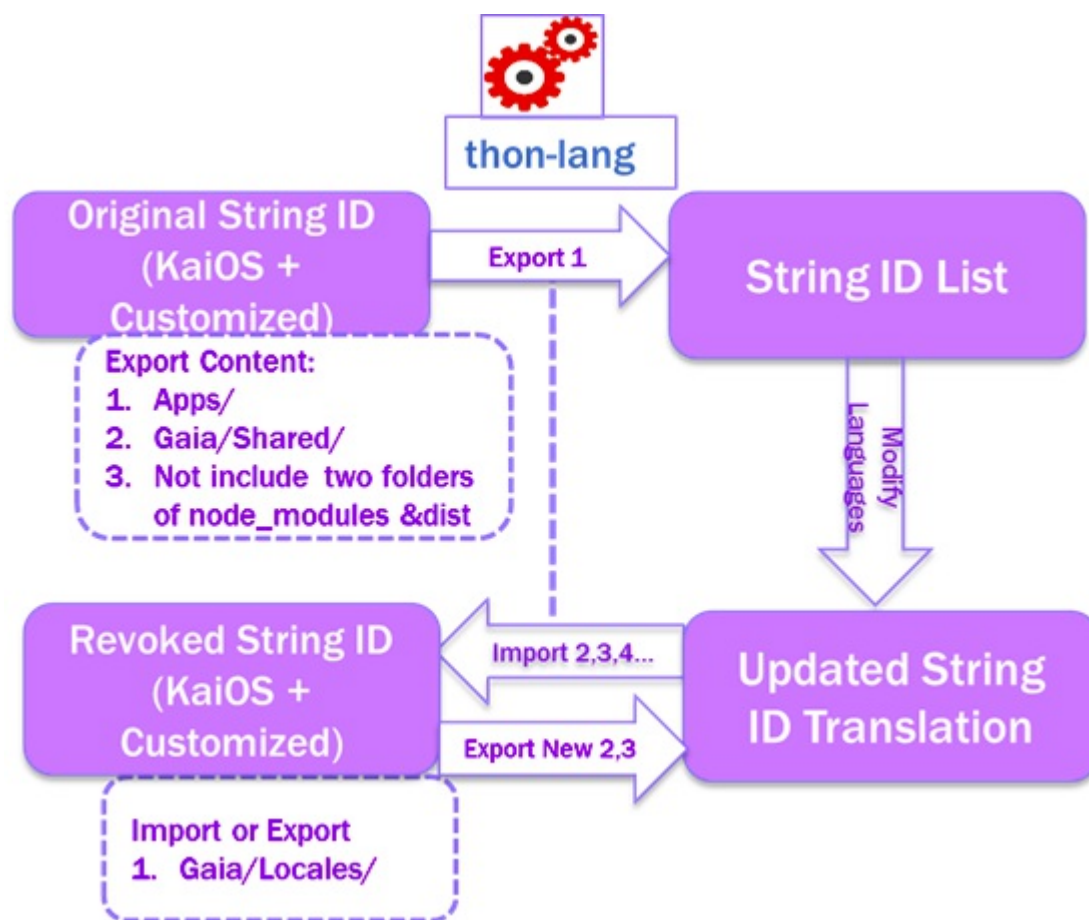 thon-lang
Original String ID
(KaiOS +
Customized)
Export 1
String ID List
Export Content:
1. Apps/
2. Gaia/Shared/
3. Not include two folders
of node_modules &dist
Modify
Languages
Revoked String ID
(KaiOS +
Customized)
Import 2,3,4...
Export New 2,3
Updated String
ID Translation
Import or Export
1. Gaia/Locales/